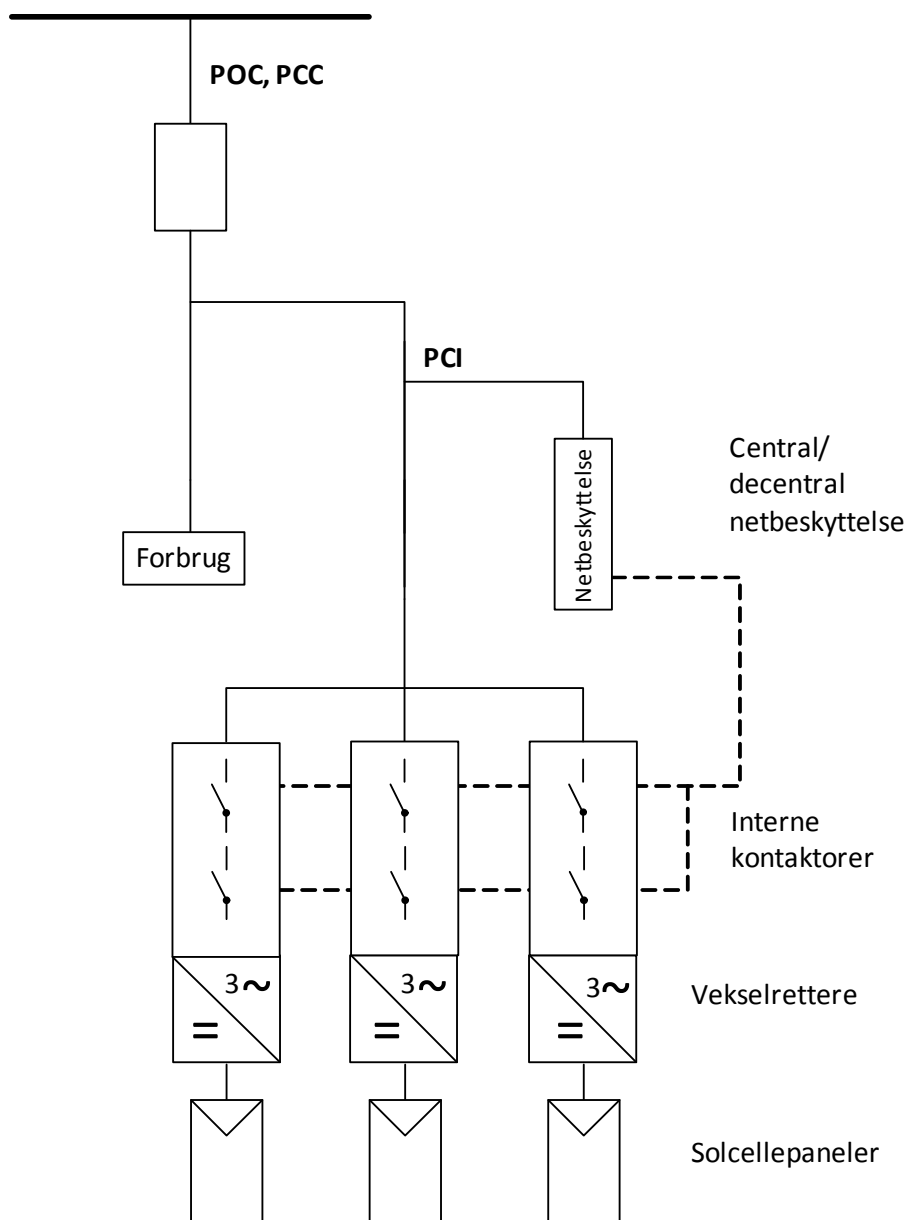 POC, PCC
PCI
Netbeskyttelse
Central/
decentral
netbeskyttelse
Forbrug
Interne
kontaktorer
3~
=
3~
=
3~
=
Vekselrettere
Solcellepaneler